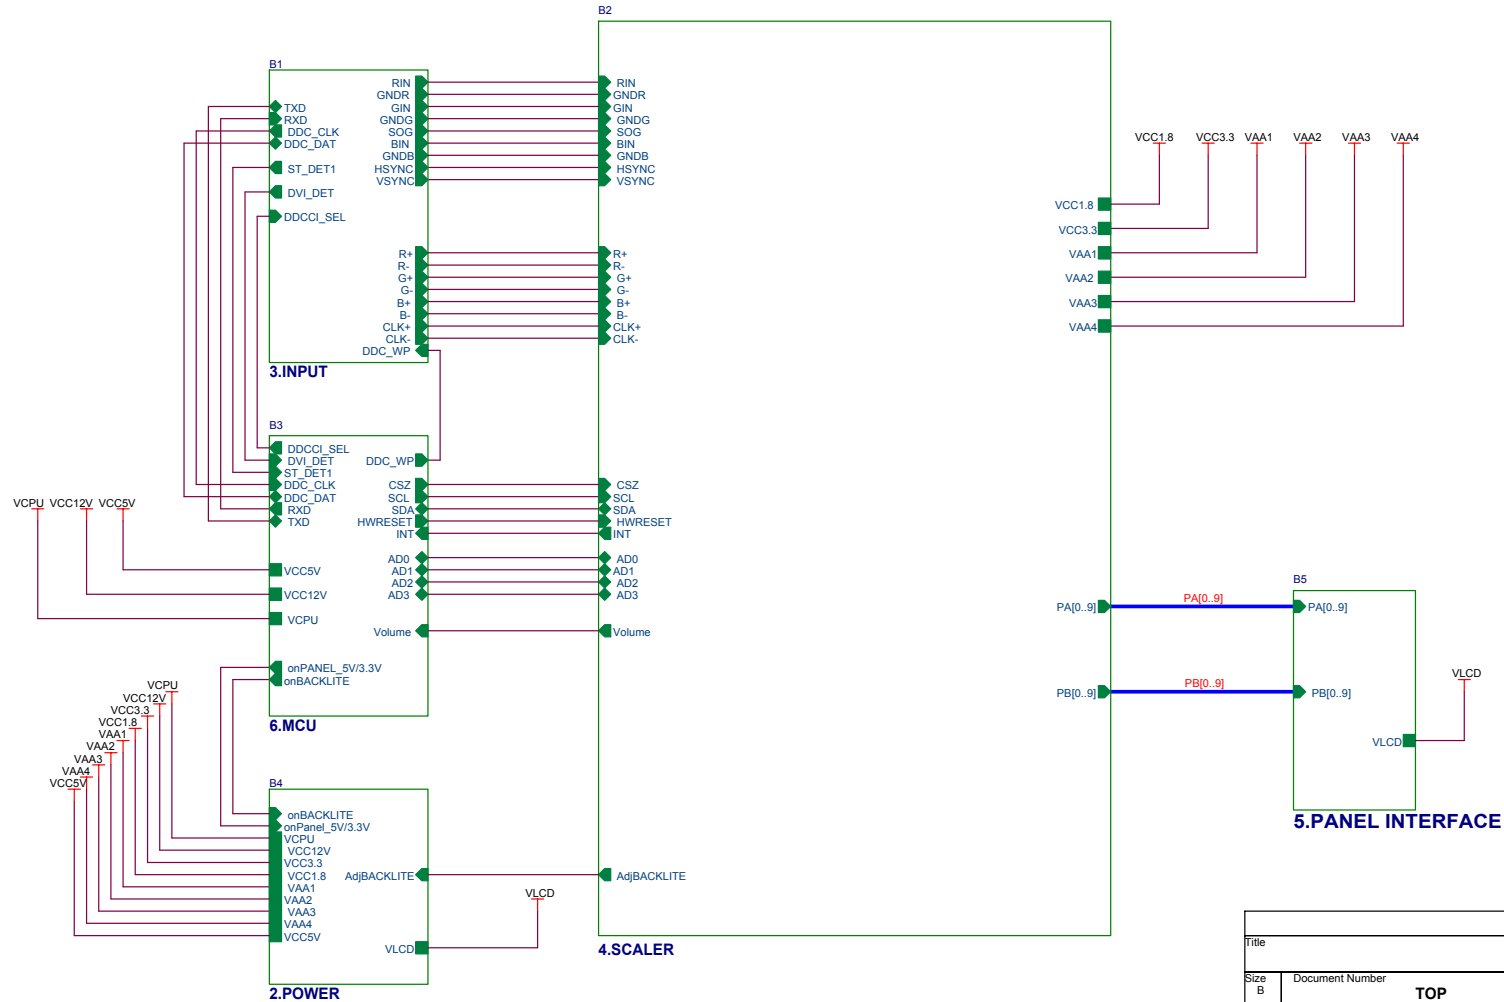 B1
TXD
RXD
DDC_CLK
DDC_DAT
ST_DET1
DVI_DET
DDCCI_SEL
RIN
GNDR
GIN
GNDG
SOG
BIN
GNDB
HSYNC
VSYNC
R+
R-
G+
G-
B+
B-
CLK+
CLK-
DDC_WP
3.INPUT
B2
RIN
GNDR
GIN
GNDG
SOG
BIN
GNDB
HSYNC
VSYNC
R+
R-
G+
G-
B+
B-
CLK+
CLK-
CSZ
SCL
SDA
HWRESET
INT
AD0
AD1
AD2
AD3
Volume
AdjBACKLITE
VCC1.8
VCC3.3
VAA1
VAA2
VAA3
VAA4
PA[0..9]
PB[0..9]
4.SCALER
VCC1.8 VCC3.3 VAA1 VAA2 VAA3 VAA4
B3
DDCCI_SEL
DVI_DET
ST_DET1
DDC_CLK
DDC_DAT
RXD
TXD
VCC5V
VCC12V
VCPU
onPANEL_5V/3.3V
onBACKLITE
DDC_WP
CSZ
SCL
SDA
HWRESET
INT
AD0
AD1
AD2
AD3
Volume
6.MCU
VCPU VCC12V VCC5V
VCPU
VCC12V
VCC3.3
VCC1.8
VAA1
VAA2
VAA3
VAA4
VCC5V
B4
onBACKLITE
onPanel_5V/3.3V
VCPU
VCC12V
VCC3.3
VCC1.8
VAA1
VAA2
VAA3
VAA4
VCC5V
AdjBACKLITE
VLCD
2.POWER
VLCD
PA[0..9]
PB[0..9]
B5
PA[0..9]
PB[0..9]
VLCD
5.PANEL INTERFACE
VLCD
Title
Size
B
Document Number
TOP